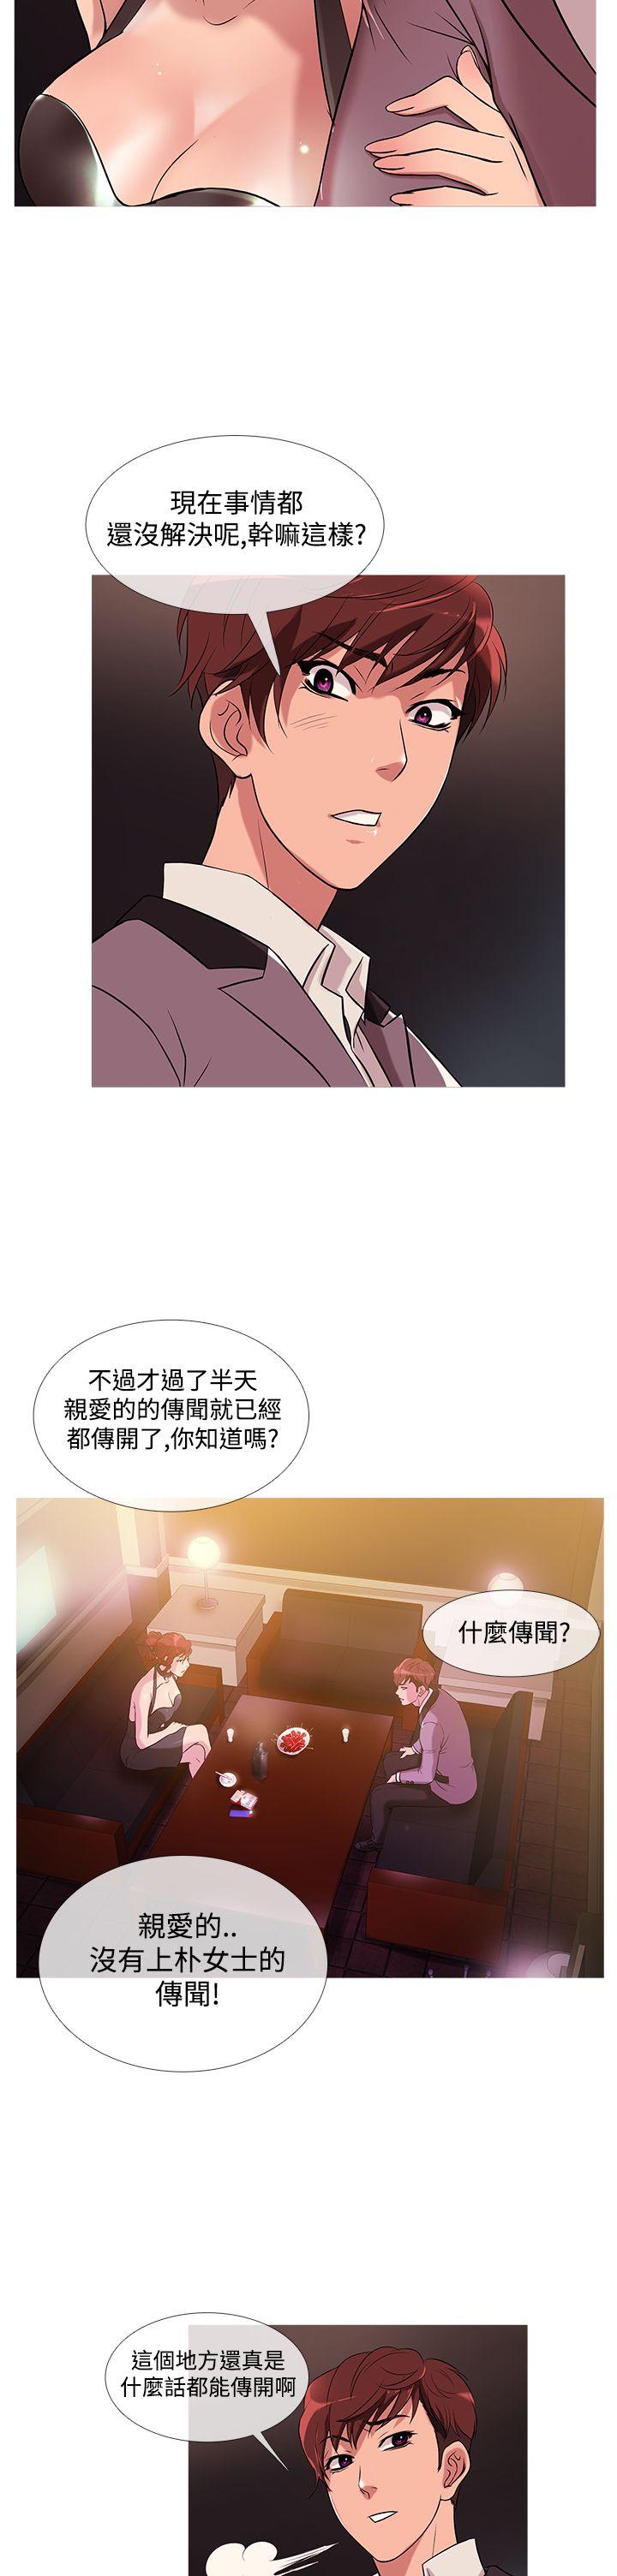 現在事情都
還沒解決呢,幹嘛這樣?
不過才過了半天
親愛的的傳聞就已經
都傳開了,你知道嗎?
什麼傳聞?
親愛的..
沒有上朴女士的
傳聞!
這個地方還真是
什麼話都能傳開啊